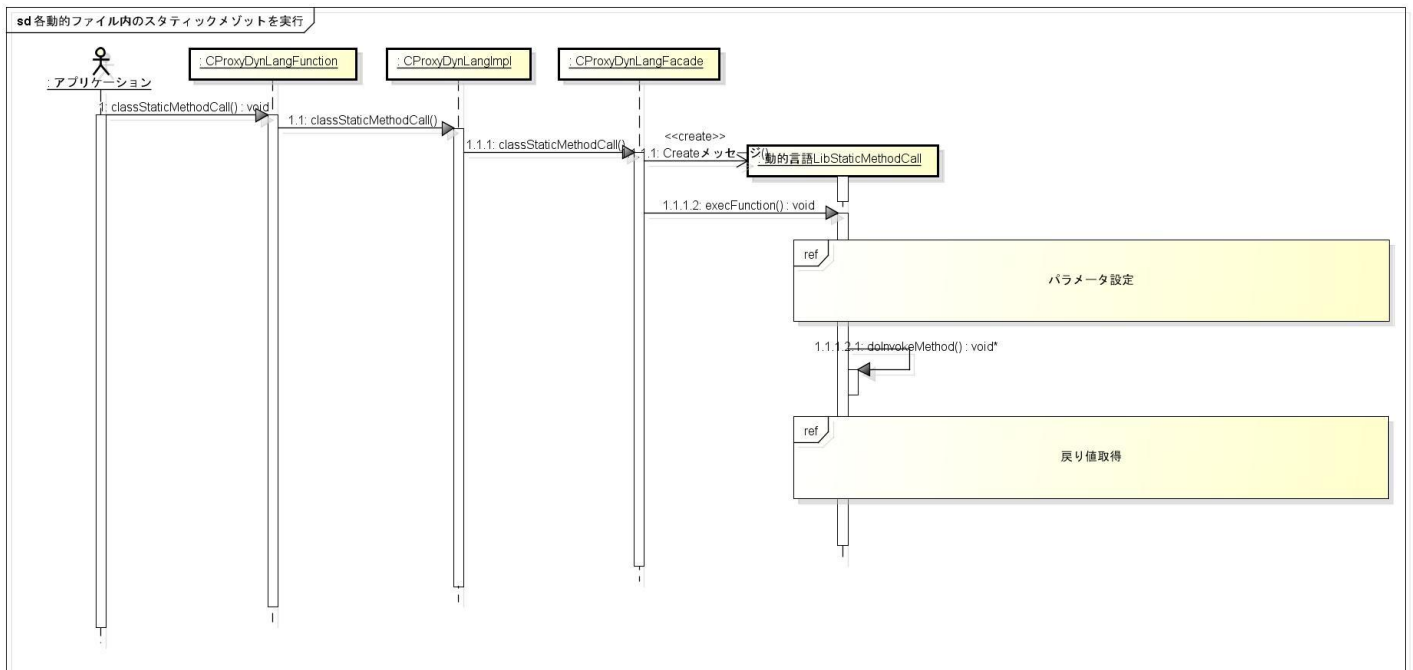 sd 各動的ファイル内のスタティックメゾットを実行
: アプリケーション
: CProxyDynLangFunction
: CProxyDynLangImpl
: CProxyDynLangFacade
1: classStaticMethodCall() : void
1.1: classStaticMethodCall()
1.1.1: classStaticMethodCall()
<<create>>
1.1: Createメッセージ()
動的言語LibStaticMethodCall
1.1.1.2: execFunction() : void
ref
パラメータ設定
1.1.1.2.1: doInvokeMethod() : void*
ref
戻り値取得